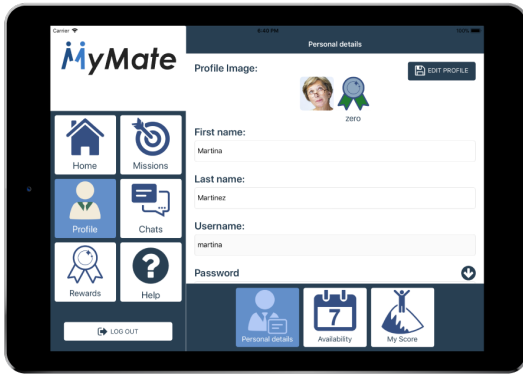 Carrier
8:40 PM
100%
MyMate
Personal details
Profile Image:
EDIT PROFILE
zero
First name:
Martina
Last name:
Martinez
Username:
martina
Password
Home
Missions
Profile
Chats
Rewards
Help
LOG OUT
Personal details
7
Availability
My Score